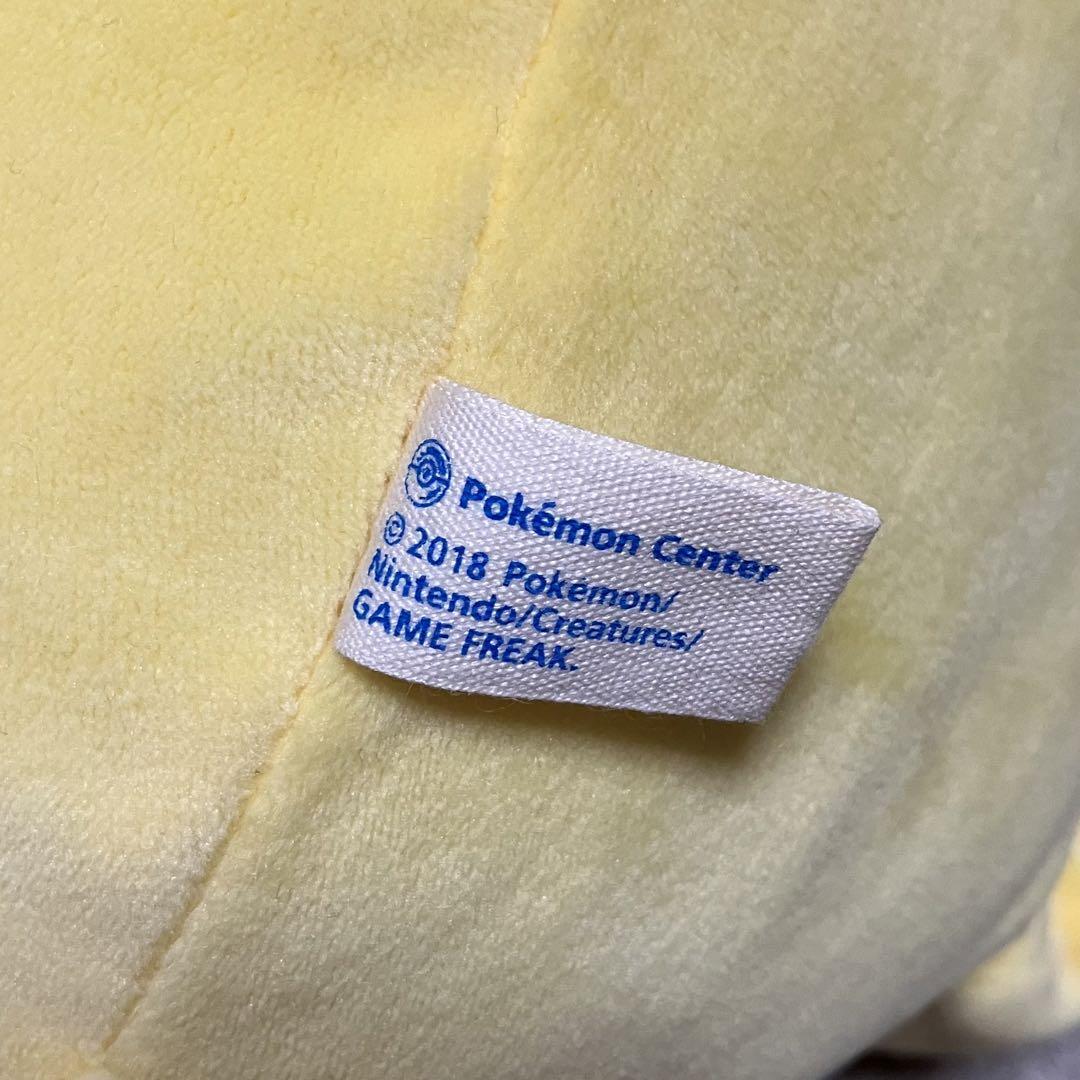 Pokémon Center
© 2018 Pokémon/
Nintendo/Creatures/
GAME FREAK.